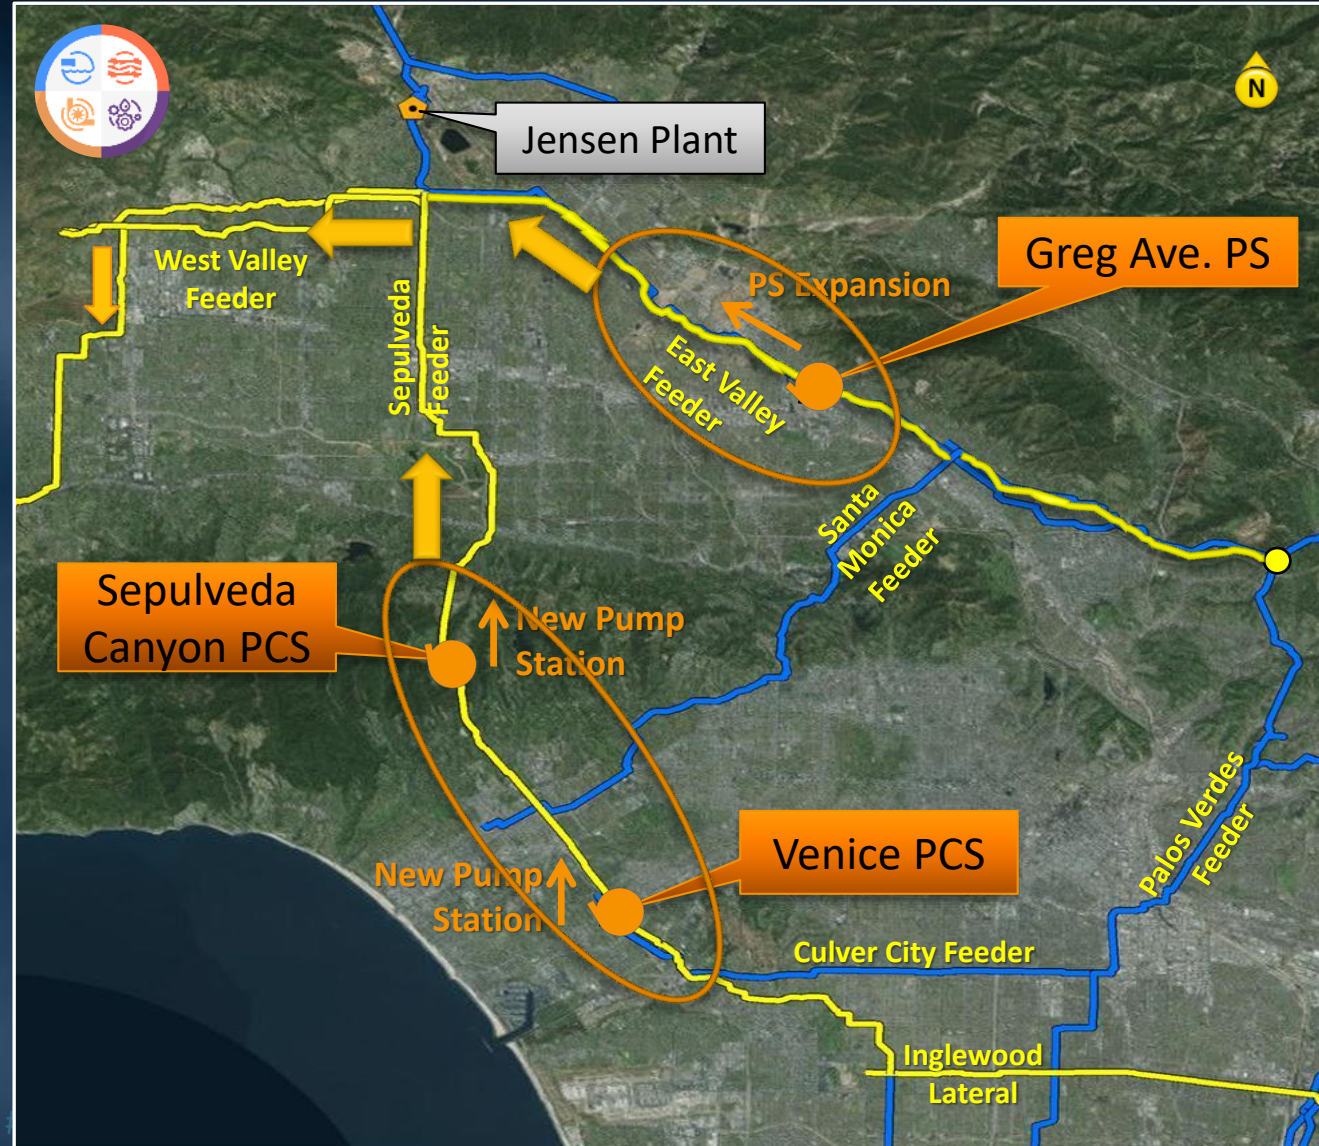 N
Jensen Plant
Greg Ave. PS
West Valley
Feeder
PS Expansion
Sepulveda
Feeder
East Valley
Feeder
Santa
Monica
Feeder
Sepulveda
Canyon PCS
New Pump
Station
Palos Verdes
Feeder
Venice PCS
New Pump
Station
Culver City Feeder
Inglewood
Lateral